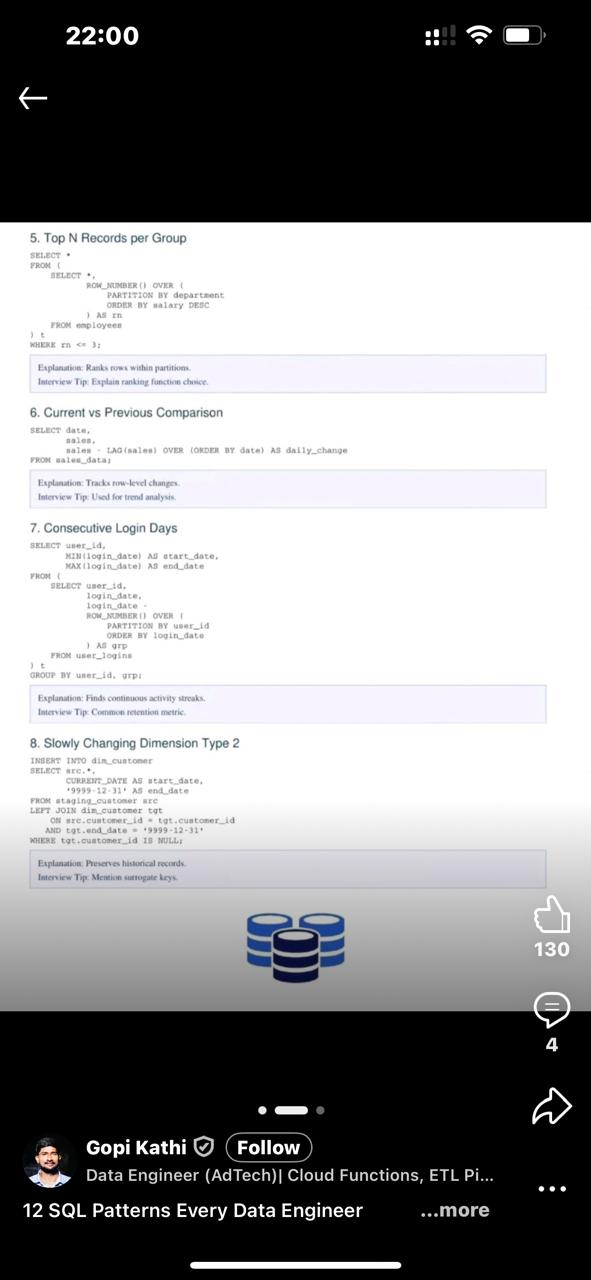 22:00
5. Top N Records per Group
SELECT *
FROM (
SELECT *,
ROW_NUMBER() OVER (
PARTITION BY department
ORDER BY salary DESC
) AS rn
FROM employees
) t
WHERE rn <= 3;
Explanation: Ranks rows within partitions.
Interview Tip: Explain ranking function choice.
6. Current vs Previous Comparison
SELECT date,
sales,
sales - LAG(sales) OVER (ORDER BY date) AS daily_change
FROM sales_data;
Explanation: Tracks row-level changes.
Interview Tip: Used for trend analysis.
7. Consecutive Login Days
SELECT user_id,
MIN(login_date) AS start_date,
MAX(login_date) AS end_date
FROM (
SELECT user_id,
login_date,
login_date -
ROW_NUMBER() OVER (
PARTITION BY user_id
ORDER BY login_date
) AS grp
FROM user_logins
) t
GROUP BY user_id, grp;
Explanation: Finds continuous activity streaks.
Interview Tip: Common retention metric.
8. Slowly Changing Dimension Type 2
INSERT INTO dim_customer
SELECT src.*,
CURRENT_DATE AS start_date,
'9999-12-31' AS end_date
FROM staging_customer src
LEFT JOIN dim_customer tgt
ON src.customer_id = tgt.customer_id
AND tgt.end_date = '9999-12-31'
WHERE tgt.customer_id IS NULL;
Explanation: Preserves historical records.
Interview Tip: Mention surrogate keys.
130
4
Gopi Kathi
Follow
Data Engineer (AdTech)| Cloud Functions, ETL Pi...
12 SQL Patterns Every Data Engineer ...more